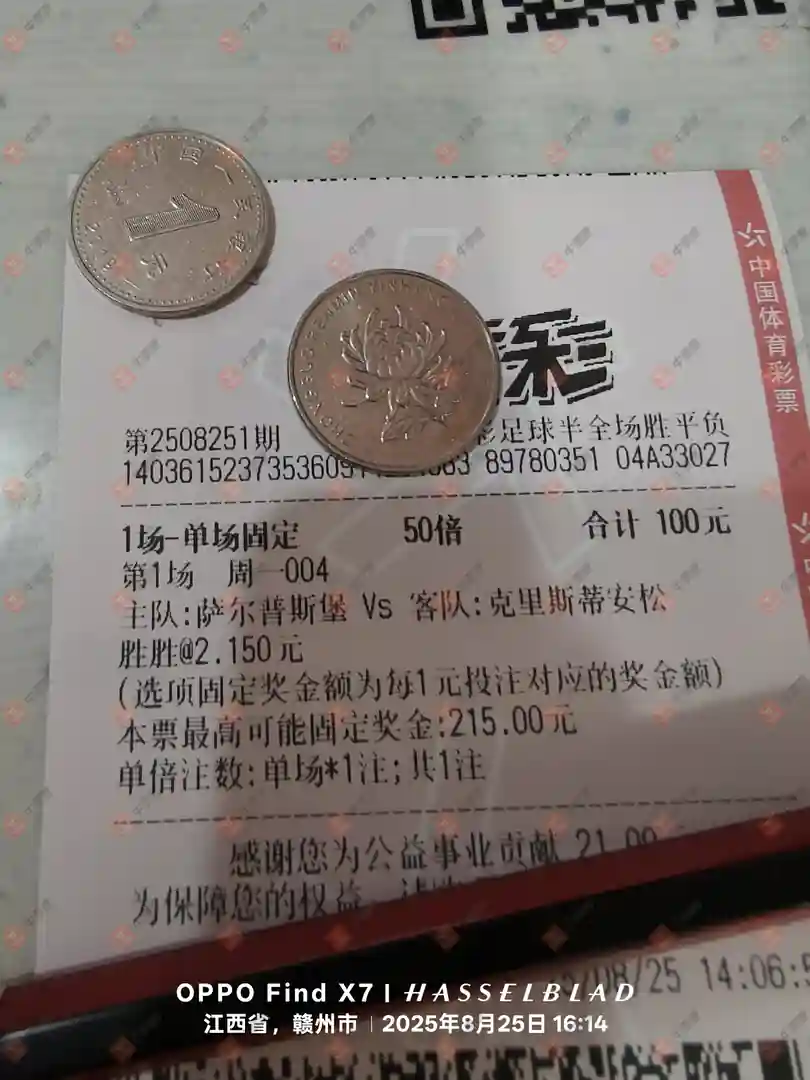 中国体育彩票
第2508251期
彩足球半全场胜平负
89780351 04A33027
1场-单场固定 50倍 合计 100元
第1场 周一004
主队:萨尔普斯堡 Vs 客队:克里斯蒂安松
胜胜@2.150元
(选项固定奖金额为每1元投注对应的奖金额)
本票最高可能固定奖金:215.00元
单倍注数:单场*1注;共1注
感谢您为公益事业贡献 21.00
为保障您的权益
/08/25 14:06:5
OPPO Find X7 | HASSELBLAD
江西省，赣州市 | 2025年8月25日 16:14